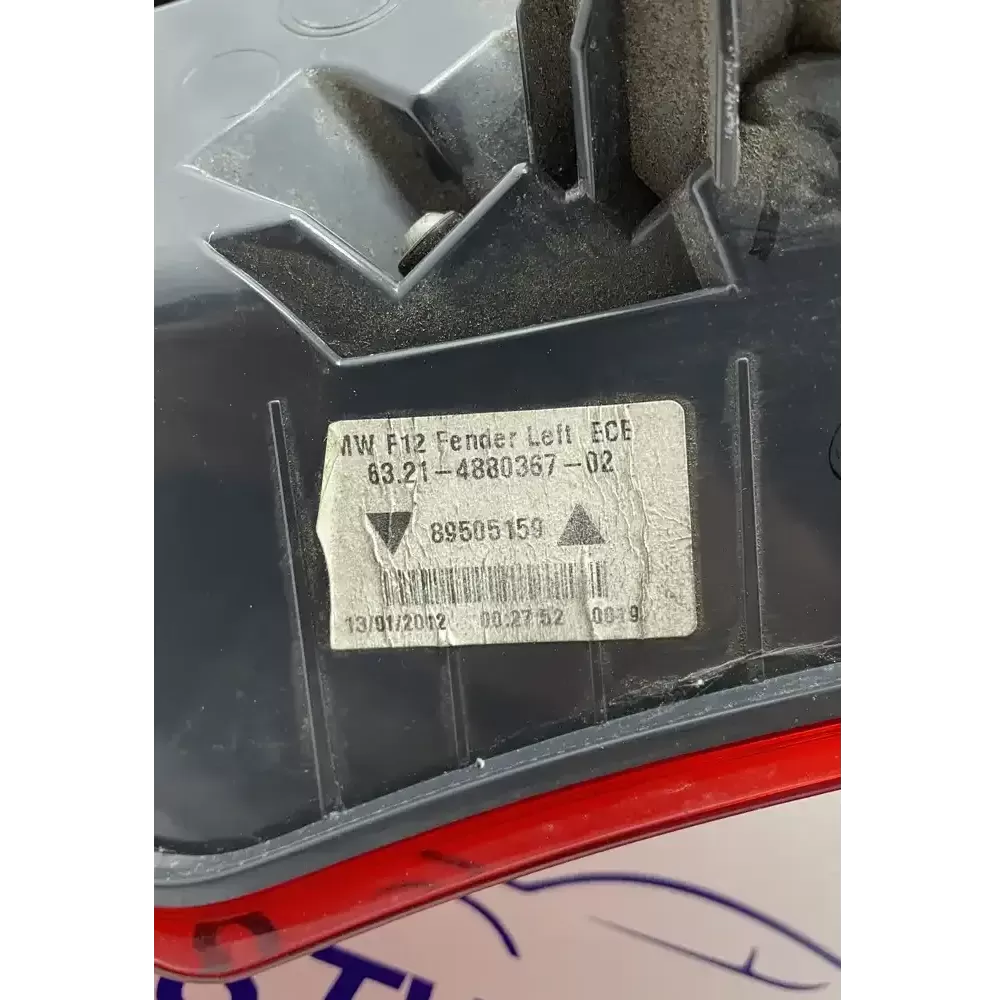 MW F12 Fender Left ECE
63.21-4880367-02
89505159
13/01/2012 00:27:52 0019